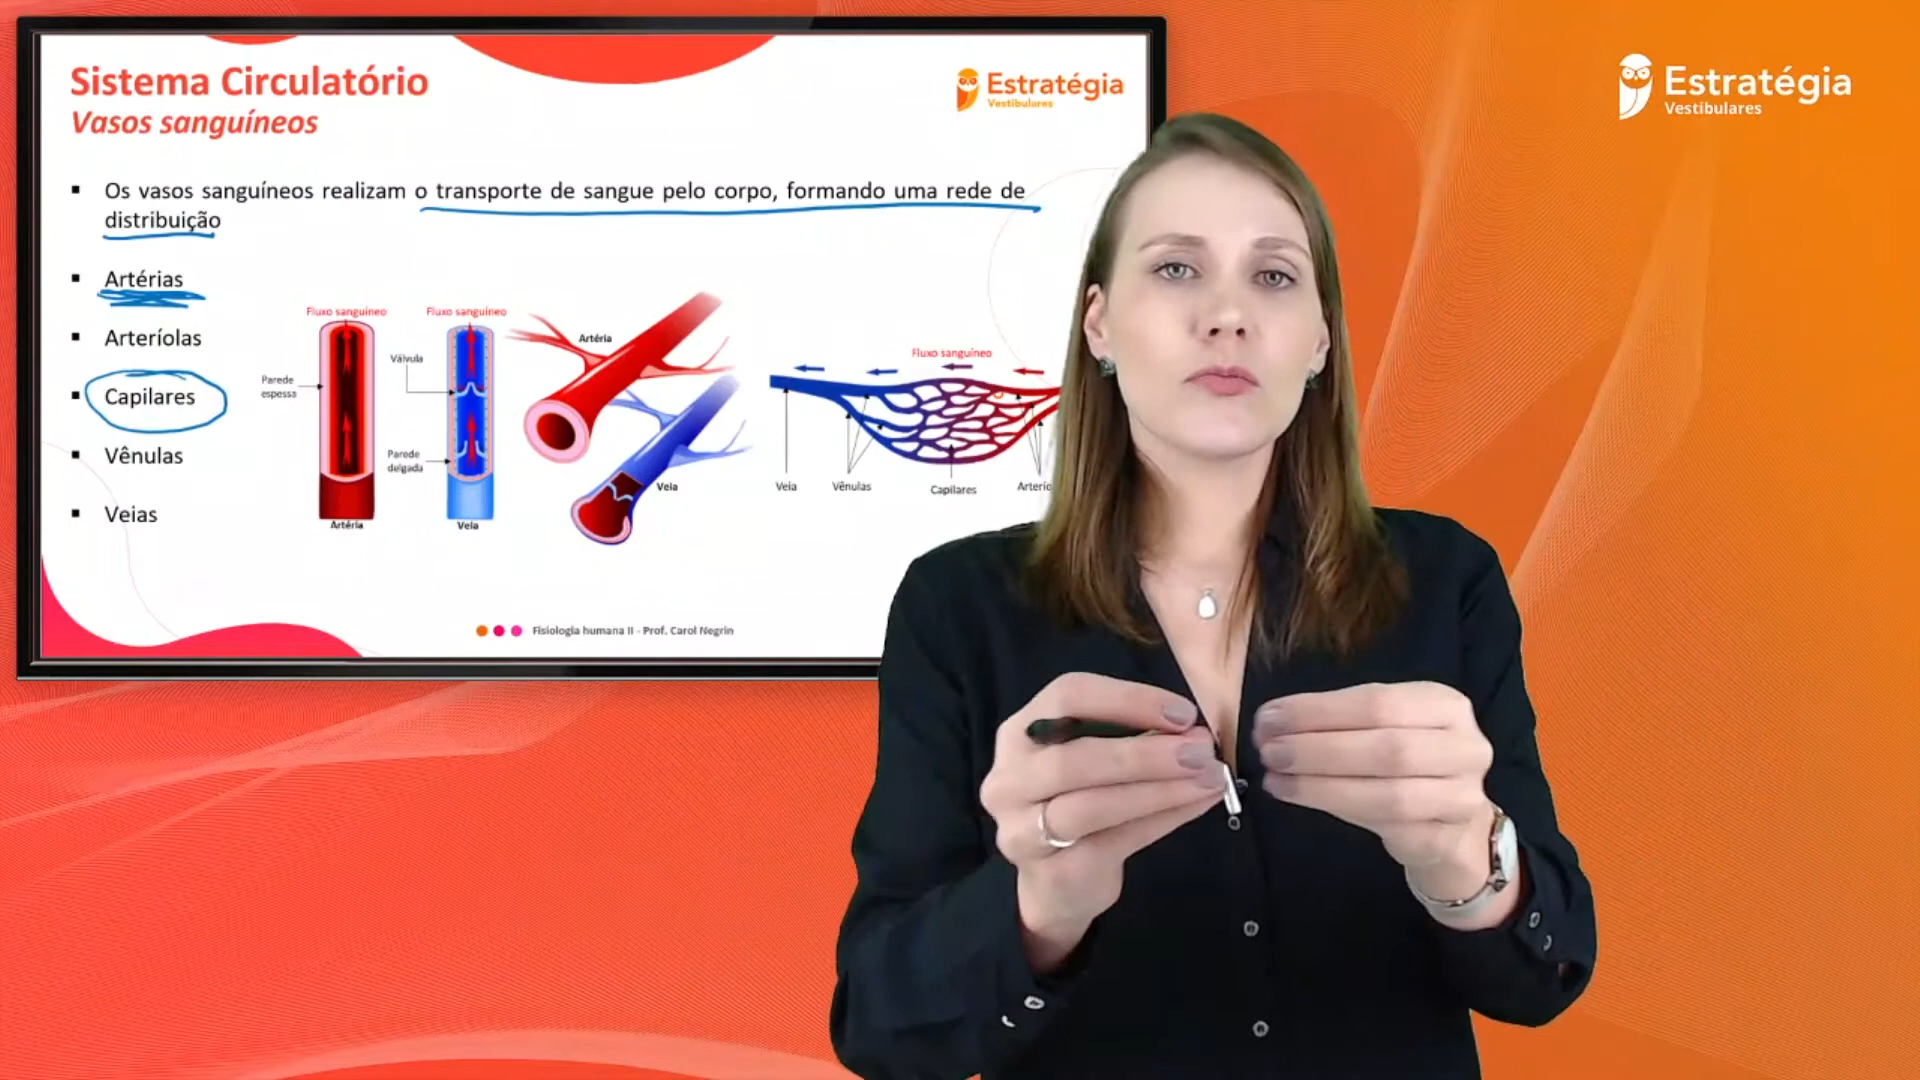 Sistema Circulatório
Vasos sanguíneos
Estratégia
Vestibulares
Estratégia
Vestibulares
▪ Os vasos sanguíneos realizam o transporte de sangue pelo corpo, formando uma rede de
distribuição
▪ Artérias
▪ Arteríolas
▪ Capilares
▪ Vênulas
▪ Veias
Fluxo sanguíneo
Parede
espessa
Artéria
Fluxo sanguíneo
Válvula
Parede
delgada
Veia
Artéria
Veia
Fluxo sanguíneo
Veia
Vênulas
Capilares
Arterío
Fisiologia humana II - Prof. Carol Negrin